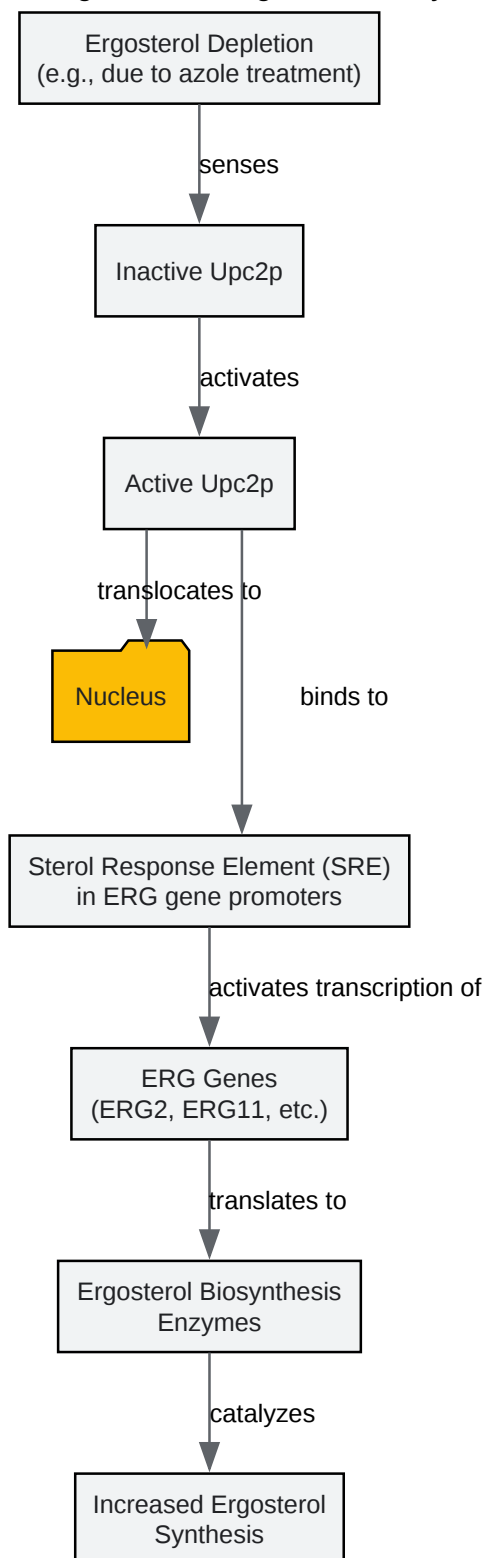 Ergosterol Depletion
(e.g., due to azole treatment)
senses
Inactive Upc2p
activates
Active Upc2p
translocates to
Nucleus
binds to
Sterol Response Element (SRE)
in ERG gene promoters
activates transcription of
ERG Genes
(ERG2, ERG11, etc.)
translates to
Ergosterol Biosynthesis
Enzymes
catalyzes
Increased Ergosterol
Synthesis